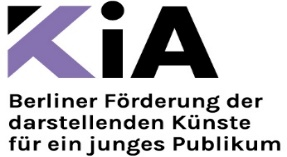 KiA
Berliner Förderung der
darstellenden Künste
für ein junges Publikum